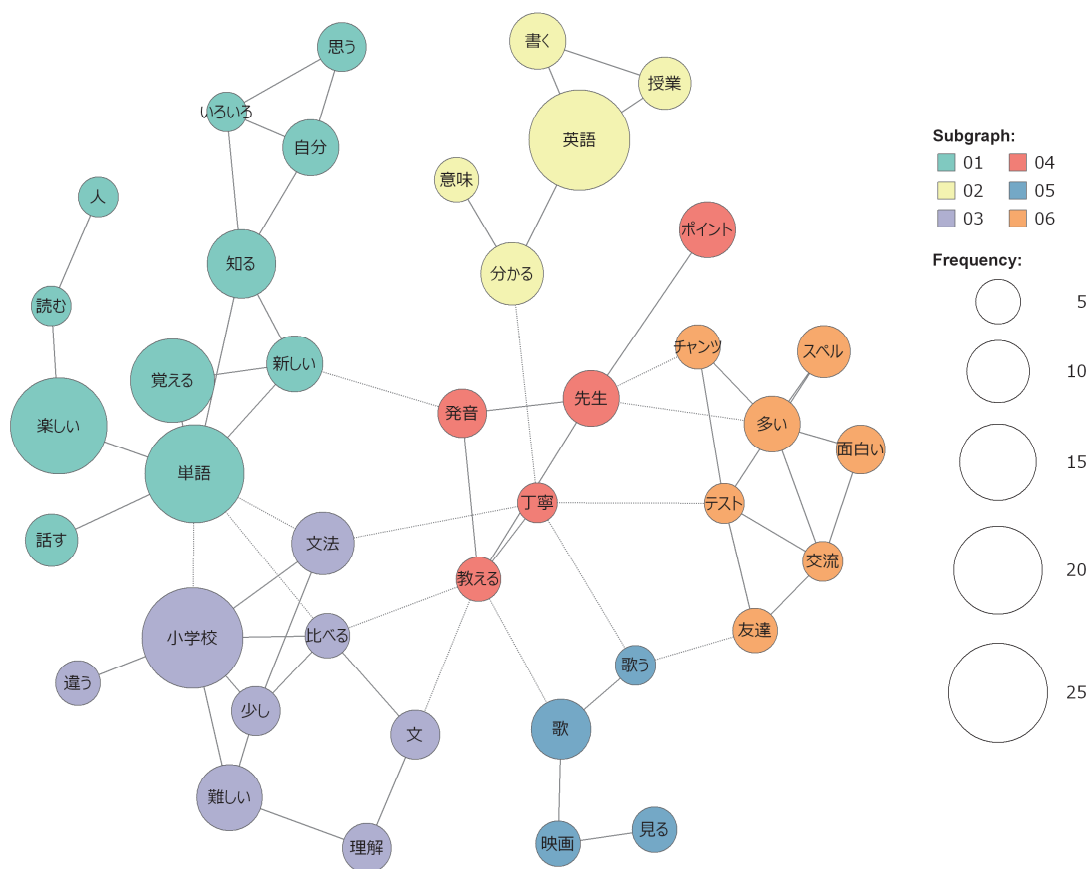 思う
書く
授業
いろいろ
自分
英語
意味
人
ポイント
知る
分かる
読む
新しい
チャンツ
スペル
覚える
先生
発音
楽しい
多い
面白い
単語
丁寧
テスト
話す
文法
交流
教える
小学校
比べる
友達
歌う
違う
少し
文
歌
難しい
理解
映画
見る
Subgraph:
01 04
02 05
03 06
Frequency:
5
10
15
20
25